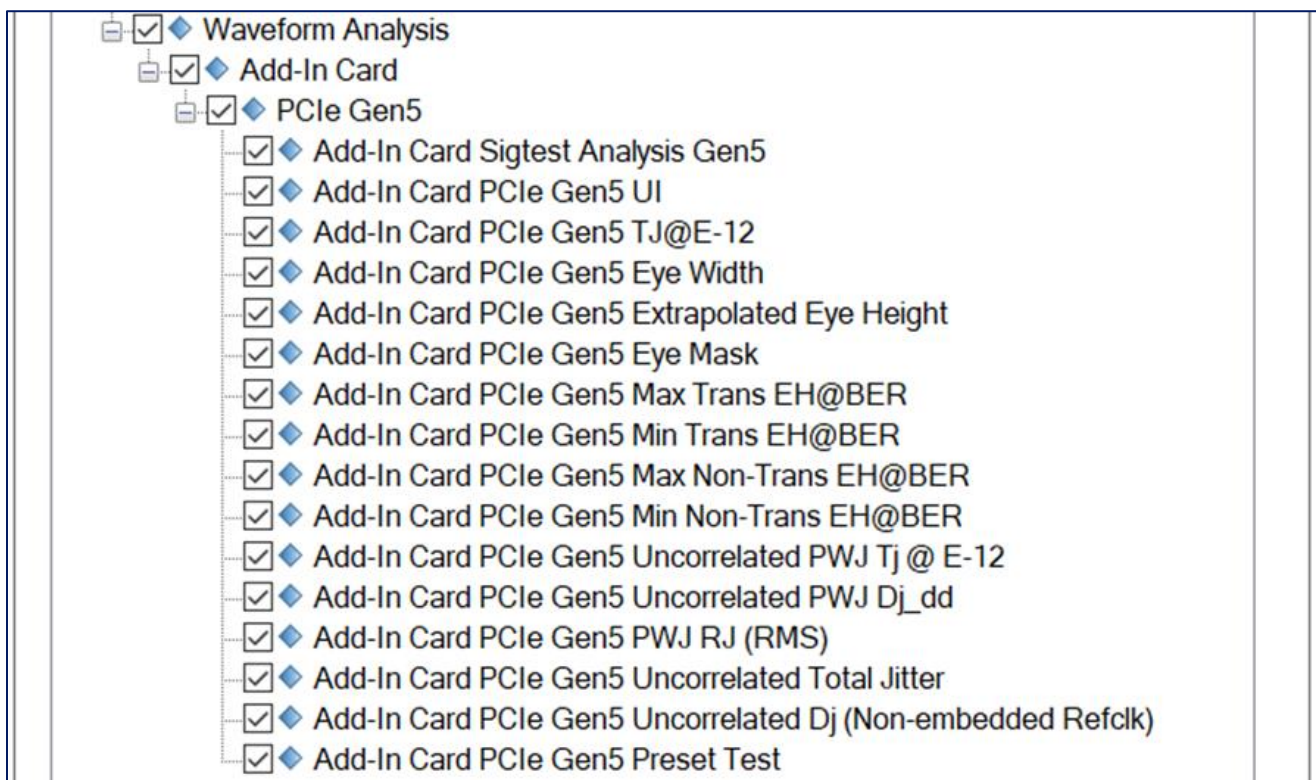 Waveform Analysis
Add-In Card
PCIe Gen5
Add-In Card Sigtest Analysis Gen5
Add-In Card PCIe Gen5 UI
Add-In Card PCIe Gen5 TJ@E-12
Add-In Card PCIe Gen5 Eye Width
Add-In Card PCIe Gen5 Extrapolated Eye Height
Add-In Card PCIe Gen5 Eye Mask
Add-In Card PCIe Gen5 Max Trans EH@BER
Add-In Card PCIe Gen5 Min Trans EH@BER
Add-In Card PCIe Gen5 Max Non-Trans EH@BER
Add-In Card PCIe Gen5 Min Non-Trans EH@BER
Add-In Card PCIe Gen5 Uncorrelated PWJ Tj @ E-12
Add-In Card PCIe Gen5 Uncorrelated PWJ Dj_dd
Add-In Card PCIe Gen5 PWJ RJ (RMS)
Add-In Card PCIe Gen5 Uncorrelated Total Jitter
Add-In Card PCIe Gen5 Uncorrelated Dj (Non-embedded Refclk)
Add-In Card PCIe Gen5 Preset Test